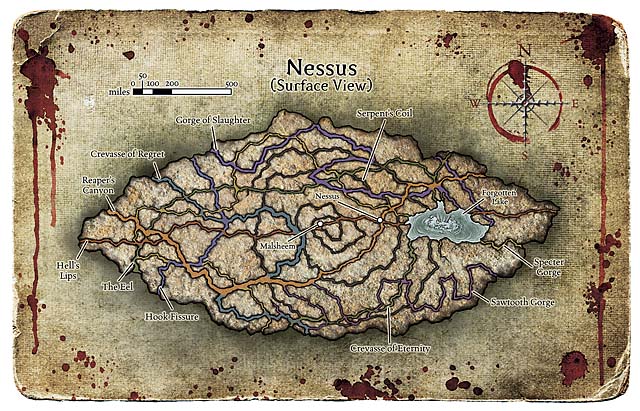 Nessus
(Surface View)
N
W
E
S
miles
0
50
100
200
500
Gorge of Slaughter
Serpent's Coil
Crevasse of Regret
Reaper's
Canyon
Nessus
Forgotten
Lake
Malsheem
Hell's
Lips
The Eel
Hook Fissure
Specter
Gorge
Sawtooth Gorge
Crevasse of Eternity